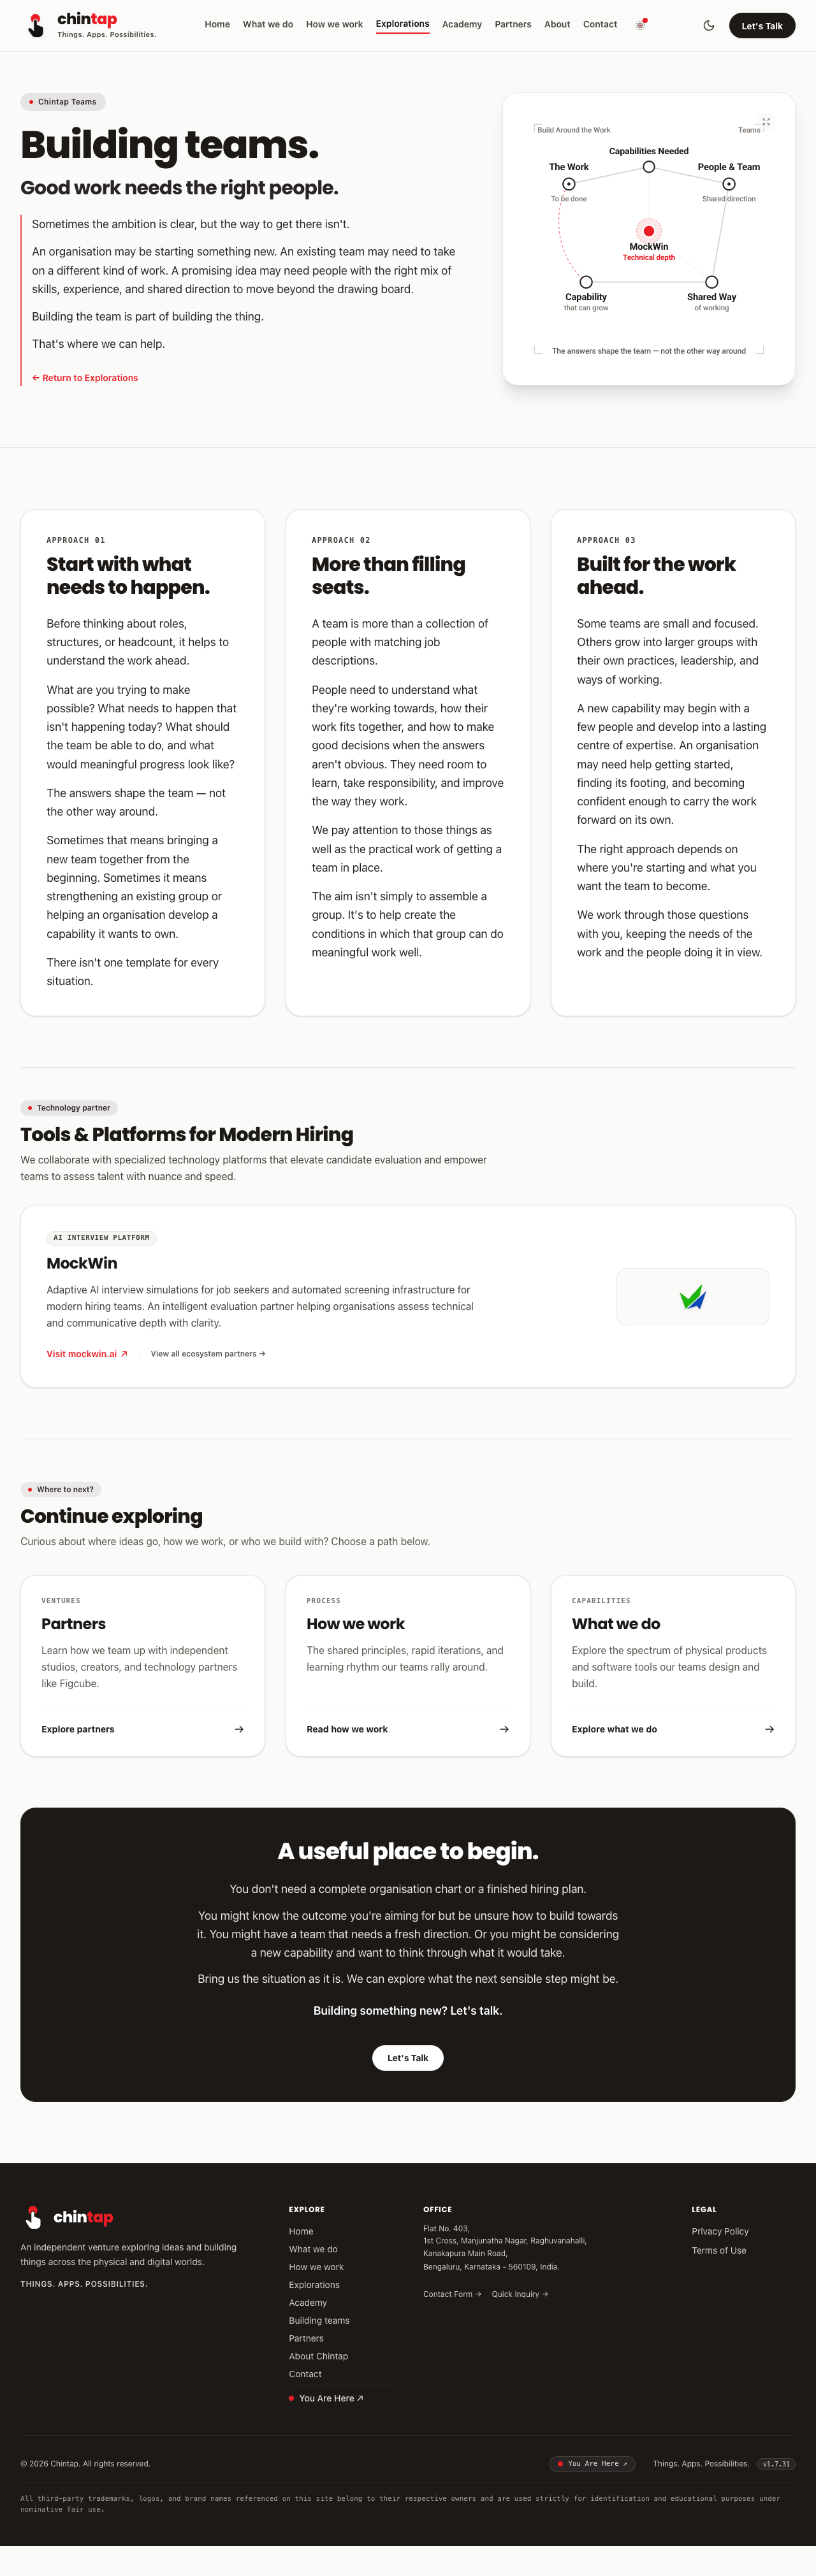 chintap
Things. Apps. Possibilities.
Home What we do How we work Explorations Academy Partners About Contact
Let's Talk
Chintap Teams
Building teams.
Good work needs the right people.
Sometimes the ambition is clear, but the way to get there isn't.
An organisation may be starting something new. An existing team may need to take
on a different kind of work. A promising idea may need people with the right mix of
skills, experience, and shared direction to move beyond the drawing board.
Building the team is part of building the thing.
That's where we can help.
← Return to Explorations
Build Around the Work
Teams
Capabilities Needed
The Work
To be done
People & Team
Shared direction
MockWin
Technical depth
Capability
that can grow
Shared Way
of working
The answers shape the team — not the other way around
APPROACH 01
Start with what
needs to happen.
Before thinking about roles,
structures, or headcount, it helps to
understand the work ahead.
What are you trying to make
possible? What needs to happen that
isn't happening today? What should
the team be able to do, and what
would meaningful progress look like?
The answers shape the team — not
the other way around.
Sometimes that means bringing a
new team together from the
beginning. Sometimes it means
strengthening an existing group or
helping an organisation develop a
capability it wants to own.
There isn't one template for every
situation.
APPROACH 02
More than filling
seats.
A team is more than a collection of
people with matching job
descriptions.
People need to understand what
they're working towards, how their
work fits together, and how to make
good decisions when the answers
aren't obvious. They need room to
learn, take responsibility, and improve
the way they work.
We pay attention to those things as
well as the practical work of getting a
team in place.
The aim isn't simply to assemble a
group. It's to help create the
conditions in which that group can do
meaningful work well.
APPROACH 03
Built for the work
ahead.
Some teams are small and focused.
Others grow into larger groups with
their own practices, leadership, and
ways of working.
A new capability may begin with a
few people and develop into a lasting
centre of expertise. An organisation
may need help getting started,
finding its footing, and becoming
confident enough to carry the work
forward on its own.
The right approach depends on
where you're starting and what you
want the team to become.
We work through those questions
with you, keeping the needs of the
work and the people doing it in view.
Technology partner
Tools & Platforms for Modern Hiring
We collaborate with specialized technology platforms that elevate candidate evaluation and empower
teams to assess talent with nuance and speed.
AI INTERVIEW PLATFORM
MockWin
Adaptive AI interview simulations for job seekers and automated screening infrastructure for
modern hiring teams. An intelligent evaluation partner helping organisations assess technical
and communicative depth with clarity.
Visit mockwin.ai ↗ · View all ecosystem partners →
Where to next?
Continue exploring
Curious about where ideas go, how we work, or who we build with? Choose a path below.
VENTURES
Partners
Learn how we team up with independent
studios, creators, and technology partners
like Figcube.
Explore partners →
PROCESS
How we work
The shared principles, rapid iterations, and
learning rhythm our teams rally around.
Read how we work →
CAPABILITIES
What we do
Explore the spectrum of physical products
and software tools our teams design and
build.
Explore what we do →
A useful place to begin.
You don't need a complete organisation chart or a finished hiring plan.
You might know the outcome you're aiming for but be unsure how to build towards
it. You might have a team that needs a fresh direction. Or you might be considering
a new capability and want to think through what it would take.
Bring us the situation as it is. We can explore what the next sensible step might be.
Building something new? Let's talk.
Let's Talk
chintap
An independent venture exploring ideas and building
things across the physical and digital worlds.
THINGS. APPS. POSSIBILITIES.
EXPLORE
Home
What we do
How we work
Explorations
Academy
Building teams
Partners
About Chintap
Contact
You Are Here ↗
OFFICE
Flat No. 403,
1st Cross, Manjunatha Nagar, Raghuvanahalli,
Kanakapura Main Road,
Bengaluru, Karnataka - 560109, India.
Contact Form → Quick Inquiry →
LEGAL
Privacy Policy
Terms of Use
© 2026 Chintap. All rights reserved.
You Are Here ↗ Things. Apps. Possibilities. v1.7.31
All third-party trademarks, logos, and brand names referenced on this site belong to their respective owners and are used strictly for identification and educational purposes under
nominative fair use.